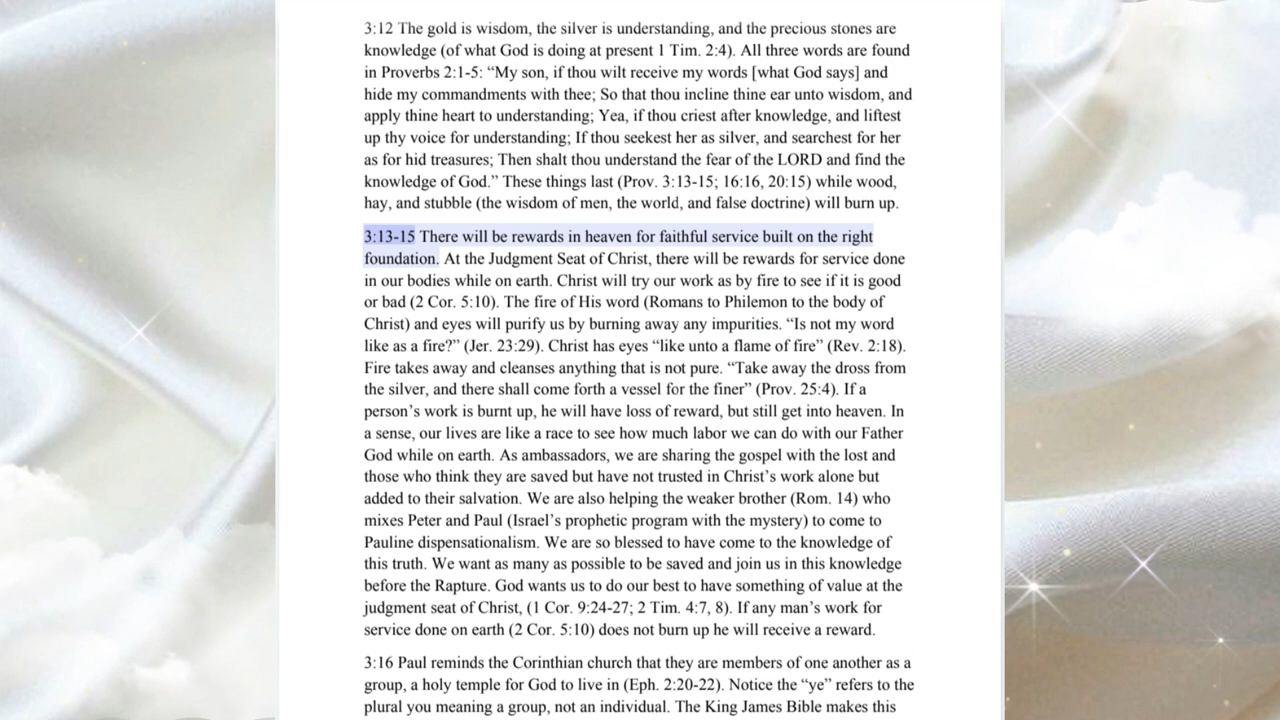 3:12 The gold is wisdom, the silver is understanding, and the precious stones are
knowledge (of what God is doing at present 1 Tim. 2:4). All three words are found
in Proverbs 2:1-5: “My son, if thou wilt receive my words [what God says] and
hide my commandments with thee; So that thou incline thine ear unto wisdom, and
apply thine heart to understanding; Yea, if thou criest after knowledge, and liftest
up thy voice for understanding; If thou seekest her as silver, and searchest for her
as for hid treasures; Then shalt thou understand the fear of the LORD and find the
knowledge of God.” These things last (Prov. 3:13-15; 16:16, 20:15) while wood,
hay, and stubble (the wisdom of men, the world, and false doctrine) will burn up.
3:13-15 There will be rewards in heaven for faithful service built on the right
foundation. At the Judgment Seat of Christ, there will be rewards for service done
in our bodies while on earth. Christ will try our work as by fire to see if it is good
or bad (2 Cor. 5:10). The fire of His word (Romans to Philemon to the body of
Christ) and eyes will purify us by burning away any impurities. “Is not my word
like as a fire?” (Jer. 23:29). Christ has eyes “like unto a flame of fire” (Rev. 2:18).
Fire takes away and cleanses anything that is not pure. “Take away the dross from
the silver, and there shall come forth a vessel for the finer” (Prov. 25:4). If a
person’s work is burnt up, he will have loss of reward, but still get into heaven. In
a sense, our lives are like a race to see how much labor we can do with our Father
God while on earth. As ambassadors, we are sharing the gospel with the lost and
those who think they are saved but have not trusted in Christ’s work alone but
added to their salvation. We are also helping the weaker brother (Rom. 14) who
mixes Peter and Paul (Israel’s prophetic program with the mystery) to come to
Pauline dispensationalism. We are so blessed to have come to the knowledge of
this truth. We want as many as possible to be saved and join us in this knowledge
before the Rapture. God wants us to do our best to have something of value at the
judgment seat of Christ, (1 Cor. 9:24-27; 2 Tim. 4:7, 8). If any man’s work for
service done on earth (2 Cor. 5:10) does not burn up he will receive a reward.
3:16 Paul reminds the Corinthian church that they are members of one another as a
group, a holy temple for God to live in (Eph. 2:20-22). Notice the “ye” refers to the
plural you meaning a group, not an individual. The King James Bible makes this